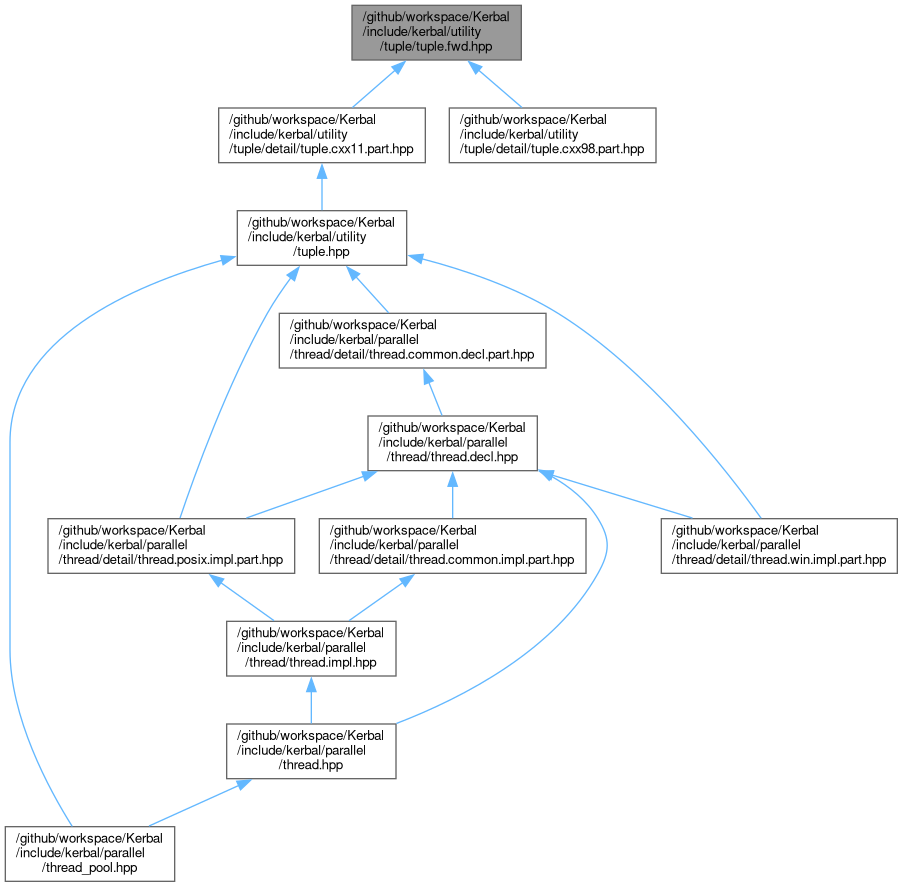 /github/workspace/Kerbal
/include/kerbal/utility
/tuple/tuple.fwd.hpp
/github/workspace/Kerbal
/include/kerbal/utility
/tuple/detail/tuple.cxx11.part.hpp
/github/workspace/Kerbal
/include/kerbal/utility
/tuple/detail/tuple.cxx98.part.hpp
/github/workspace/Kerbal
/include/kerbal/utility
/tuple.hpp
/github/workspace/Kerbal
/include/kerbal/parallel
/thread/detail/thread.common.decl.part.hpp
/github/workspace/Kerbal
/include/kerbal/parallel
/thread/thread.decl.hpp
/github/workspace/Kerbal
/include/kerbal/parallel
/thread/detail/thread.posix.impl.part.hpp
/github/workspace/Kerbal
/include/kerbal/parallel
/thread/detail/thread.common.impl.part.hpp
/github/workspace/Kerbal
/include/kerbal/parallel
/thread/detail/thread.win.impl.part.hpp
/github/workspace/Kerbal
/include/kerbal/parallel
/thread/thread.impl.hpp
/github/workspace/Kerbal
/include/kerbal/parallel
/thread.hpp
/github/workspace/Kerbal
/include/kerbal/parallel
/thread_pool.hpp